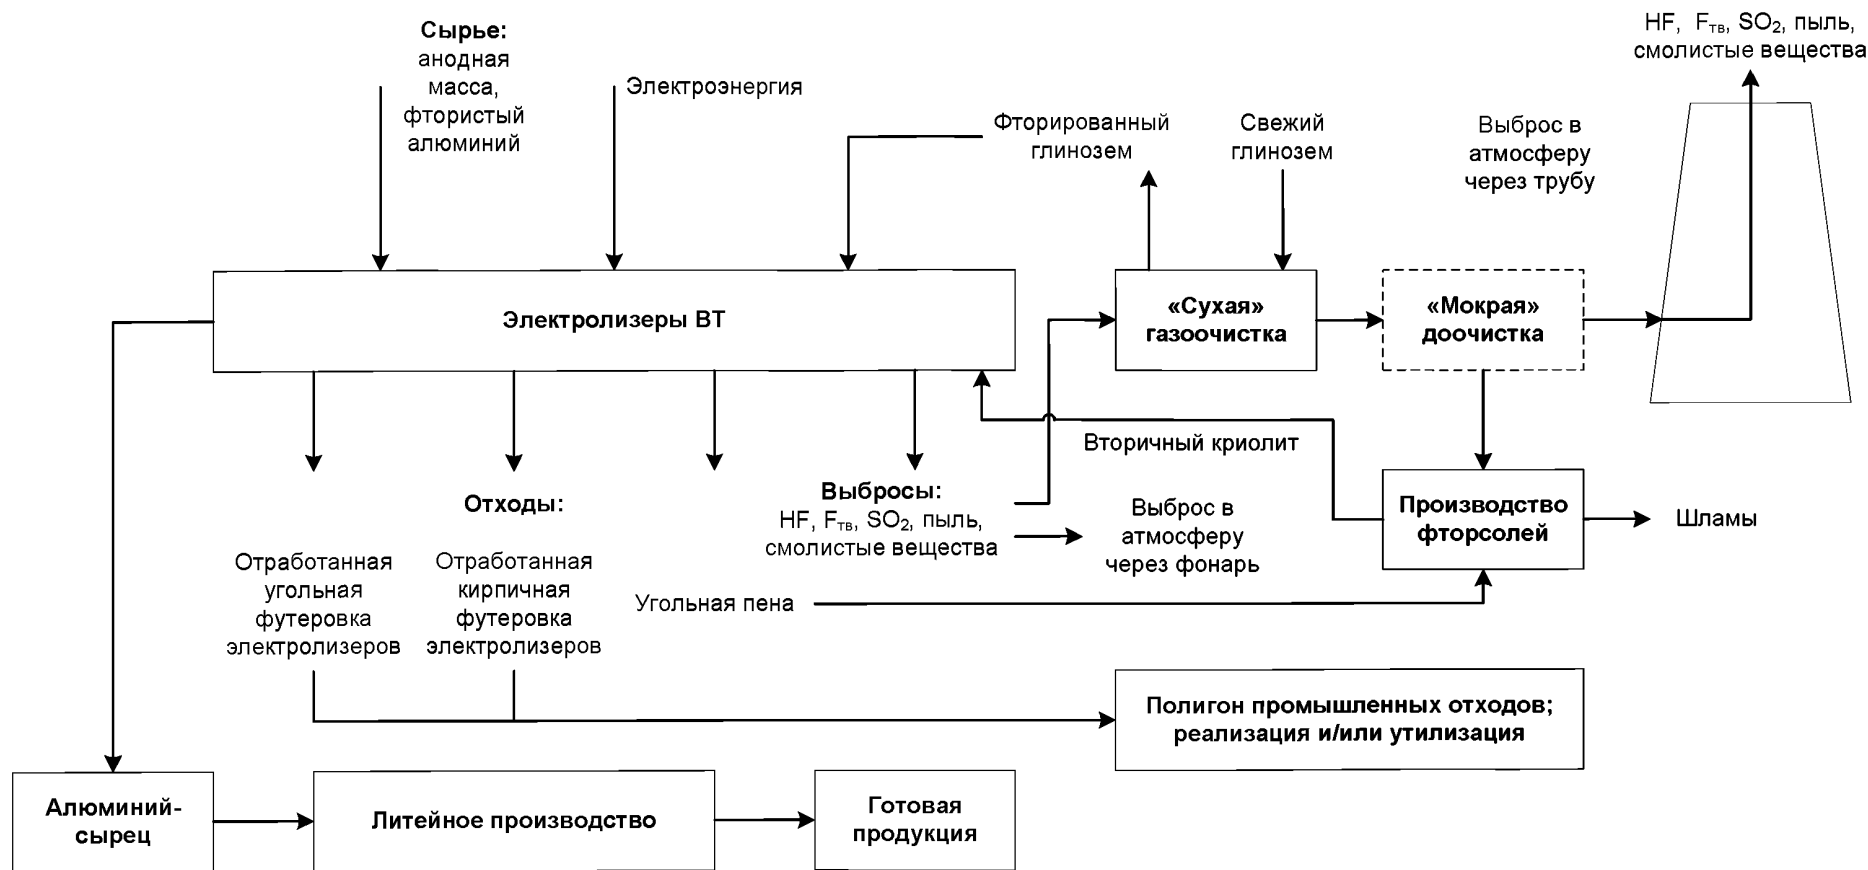 Сырье:
анодная
масса,
фтористый
алюминий
Электроэнергия
Фторированный
глинозем
Свежий
глинозем
Выброс в
атмосферу
через трубу
HF, Fтв, SO2, пыль,
смолистые вещества
Электролизеры ВТ
«Сухая»
газоочистка
«Мокрая»
доочистка
Вторичный криолит
Отходы:
Выбросы:
HF, Fтв, SO2, пыль,
смолистые вещества
Выброс в
атмосферу
через фонарь
Производство
фторсолей
Шламы
Отработанная
угольная
футеровка
электролизеров
Отработанная
кирпичная
футеровка
электролизеров
Угольная пена
Полигон промышленных отходов;
реализация и/или утилизация
Алюминий-
сырец
Литейное производство
Готовая
продукция